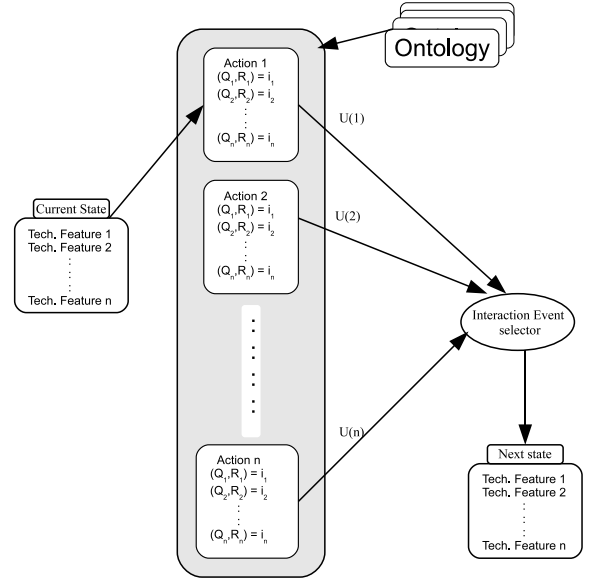 Ontology
Action 1
(Q1,R1) = i1
(Q2,R2) = i2
(Qn,Rn) = in
U(1)
Current State
Tech. Feature 1
Tech. Feature 2
Tech. Feature n
Action 2
(Q1,R1) = i1
(Q2,R2) = i2
(Qn,Rn) = in
U(2)
Interaction Event
selector
U(n)
Action n
(Q1,R1) = i1
(Q2,R2) = i2
(Qn,Rn) = in
Next state
Tech. Feature 1
Tech. Feature 2
Tech. Feature n